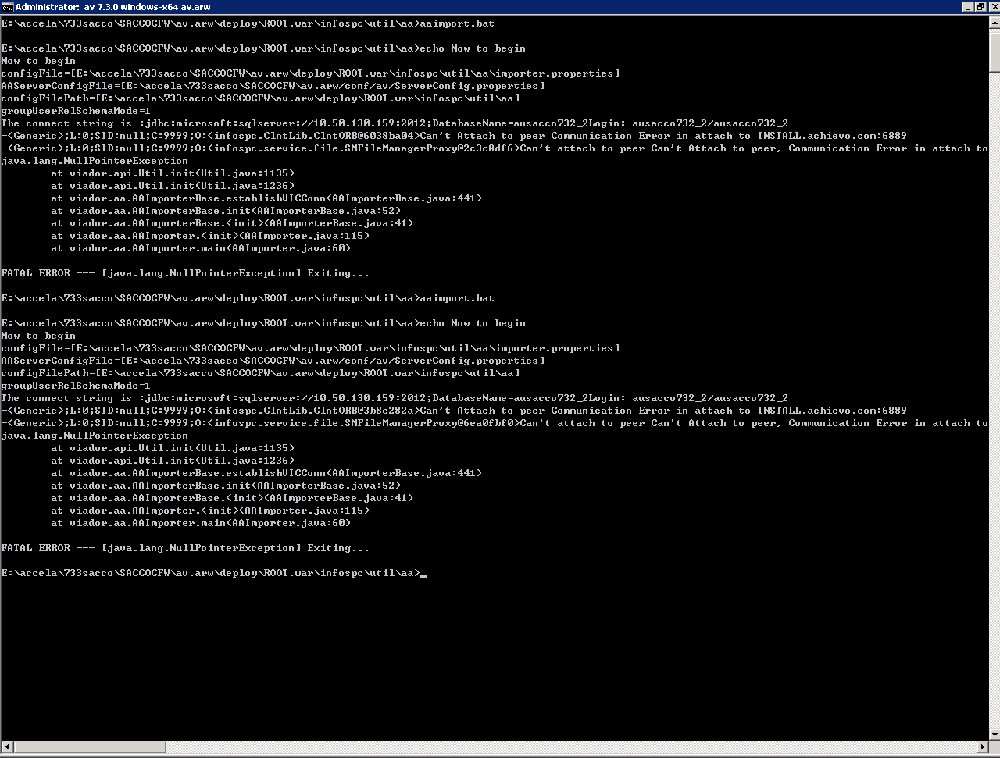 Administrator: av 7.3.0 windows-x64 av.arw
E:\accela\733sacco\SACCOCFW\av.arw\deploy\ROOT.war\infospc\util\aa>aaimport.bat
E:\accela\733sacco\SACCOCFW\av.arw\deploy\ROOT.war\infospc\util\aa>echo Now to begin
Now to begin
configFile=[E:\accela\733sacco\SACCOCFW\av.arw\deploy\ROOT.war\infospc\util\aa\importer.properties]
AAServerConfigFile=[E:\accela\733sacco\SACCOCFW\av.arw/conf/av/ServerConfig.properties]
configFilePath=[E:\accela\733sacco\SACCOCFW\av.arw\deploy\ROOT.war\infospc\util\aa]
groupUserRelSchemaMode=1
The connect string is :jdbc:microsoft:sqlserver://10.50.130.159:2012;DatabaseName=ausacco732_2Login: ausacco732_2/ausacco732_2
-<Generic>;L:0;SID:null;C:9999;O:<infospc.ClntLib.ClntORB@6038ba04>Can't Attach to peer Communication Error in attach to INSTALL.achievo.com:6889
-<Generic>;L:0;SID:null;C:9999;O:<infospc.service.file.SMFileManagerProxy@2c3c8df6>Can't attach to peer Can't Attach to peer, Communication Error in attach to
java.lang.NullPointerException
at viador.api.Util.init(Util.java:1135)
at viador.api.Util.init(Util.java:1236)
at viador.aa.AAImporterBase.establishVICConn(AAImporterBase.java:441)
at viador.aa.AAImporterBase.init(AAImporterBase.java:52)
at viador.aa.AAImporterBase.<init>(AAImporterBase.java:41)
at viador.aa.AAImporter.<init>(AAImporter.java:115)
at viador.aa.AAImporter.main(AAImporter.java:60)
FATAL ERROR --- [java.lang.NullPointerException] Exiting...
E:\accela\733sacco\SACCOCFW\av.arw\deploy\ROOT.war\infospc\util\aa>aaimport.bat
E:\accela\733sacco\SACCOCFW\av.arw\deploy\ROOT.war\infospc\util\aa>echo Now to begin
Now to begin
configFile=[E:\accela\733sacco\SACCOCFW\av.arw\deploy\ROOT.war\infospc\util\aa\importer.properties]
AAServerConfigFile=[E:\accela\733sacco\SACCOCFW\av.arw/conf/av/ServerConfig.properties]
configFilePath=[E:\accela\733sacco\SACCOCFW\av.arw\deploy\ROOT.war\infospc\util\aa]
groupUserRelSchemaMode=1
The connect string is :jdbc:microsoft:sqlserver://10.50.130.159:2012;DatabaseName=ausacco732_2Login: ausacco732_2/ausacco732_2
-<Generic>;L:0;SID:null;C:9999;O:<infospc.ClntLib.ClntORB@3b8c282a>Can't Attach to peer Communication Error in attach to INSTALL.achievo.com:6889
-<Generic>;L:0;SID:null;C:9999;O:<infospc.service.file.SMFileManagerProxy@6ea0fbf0>Can't attach to peer Can't Attach to peer, Communication Error in attach to
java.lang.NullPointerException
at viador.api.Util.init(Util.java:1135)
at viador.api.Util.init(Util.java:1236)
at viador.aa.AAImporterBase.establishVICConn(AAImporterBase.java:441)
at viador.aa.AAImporterBase.init(AAImporterBase.java:52)
at viador.aa.AAImporterBase.<init>(AAImporterBase.java:41)
at viador.aa.AAImporter.<init>(AAImporter.java:115)
at viador.aa.AAImporter.main(AAImporter.java:60)
FATAL ERROR --- [java.lang.NullPointerException] Exiting...
E:\accela\733sacco\SACCOCFW\av.arw\deploy\ROOT.war\infospc\util\aa>_